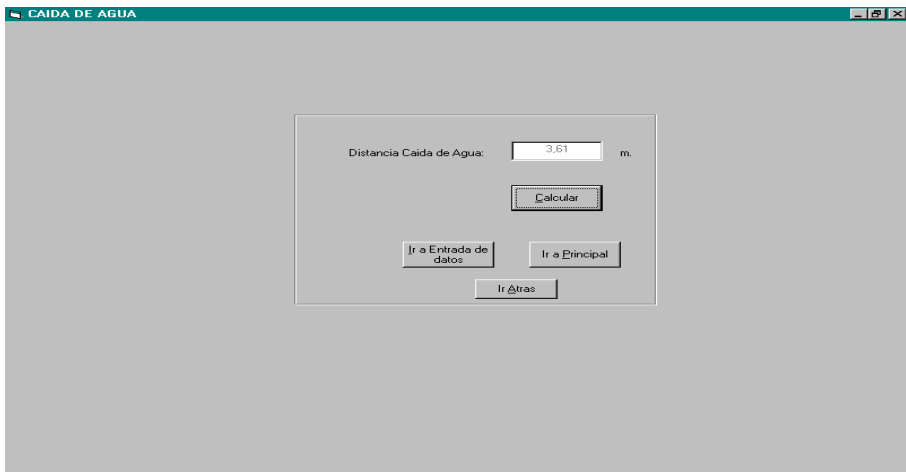 CAIDA DE AGUA
Distancia Caida de Agua: 3,61 m.
Calcular
Ir a Entrada de
datos
Ir a Principal
Ir Atras